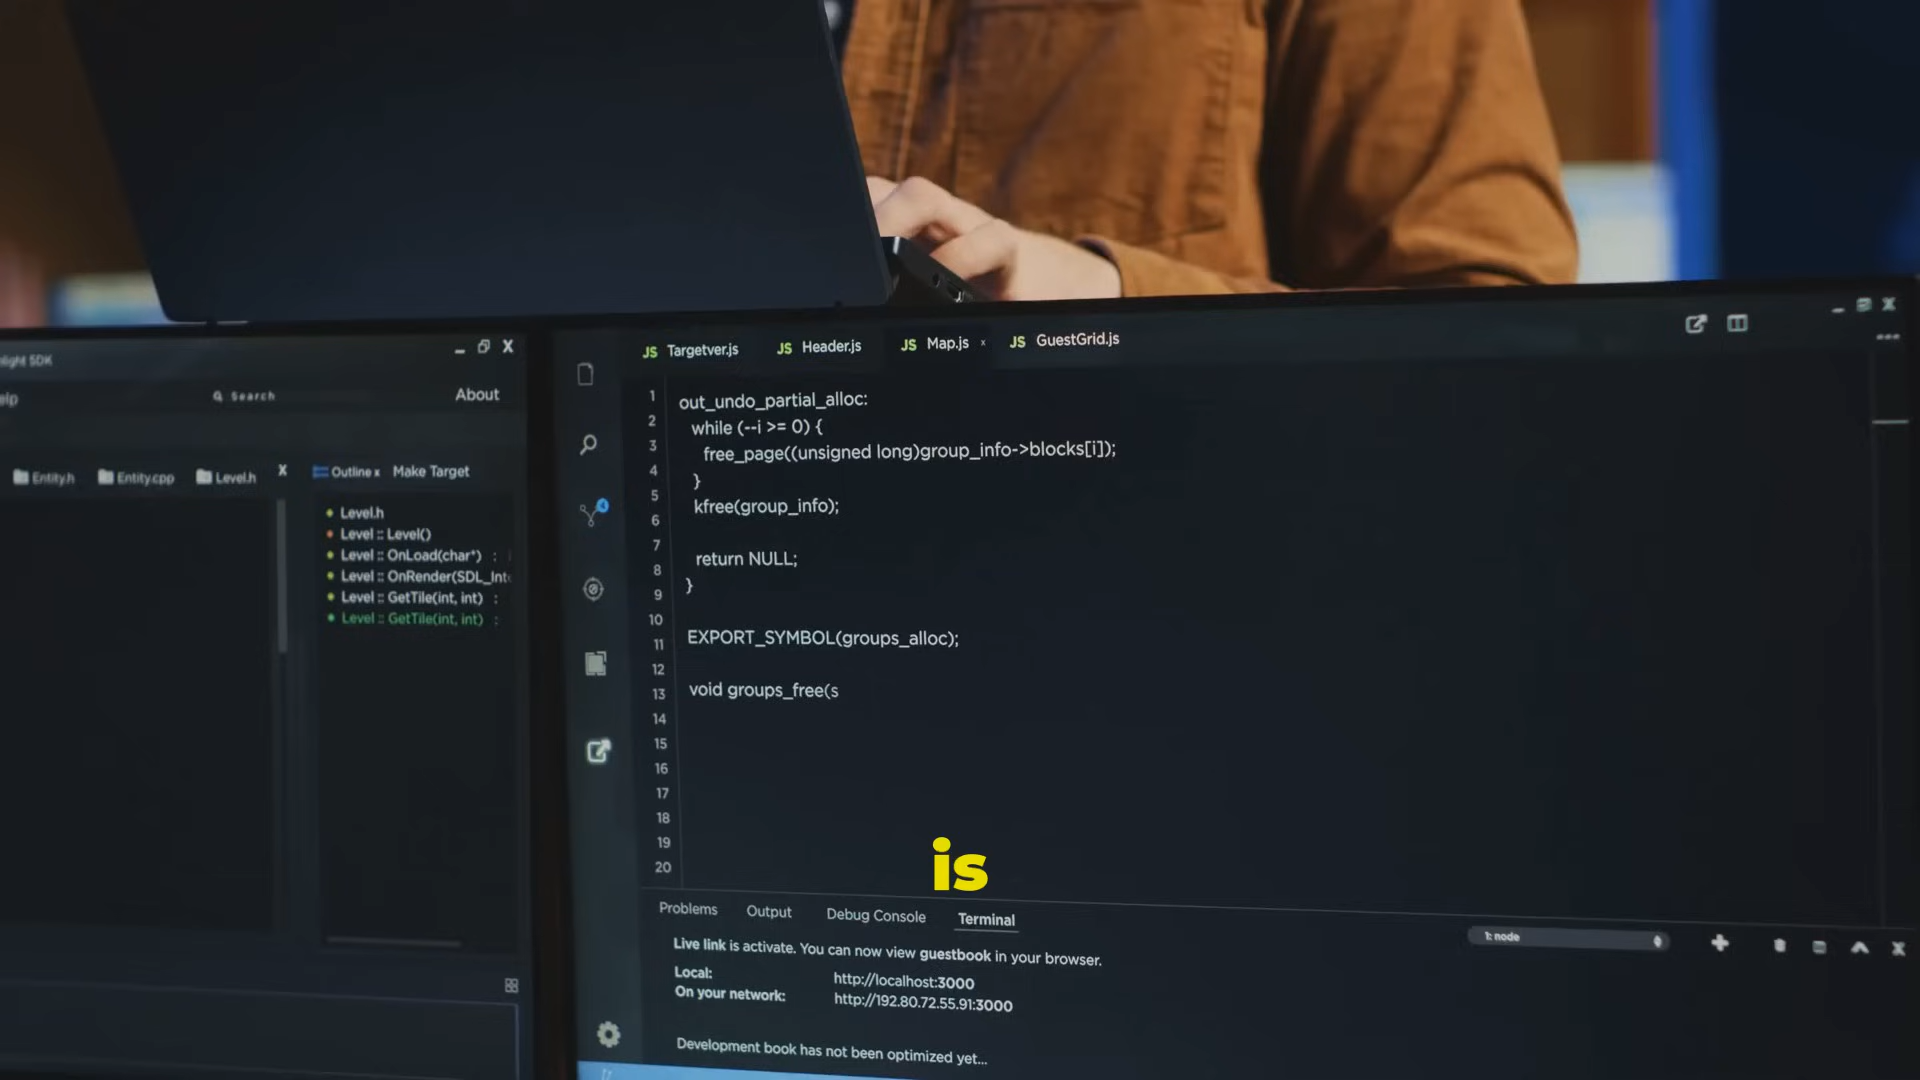 SDK
About
Search
Entity.h Entity.cpp Level.h X
Outline x Make Target
Level.h
Level :: Level()
Level :: OnLoad(char*) :
Level :: OnRender(SDL_
Level :: GetTile(int, int) :
Level :: GetTile(int, int) :
JS Targetver.js JS Header.js JS Map.js x JS GuestGrid.js
1 out_undo_partial_alloc:
2 while (--i >= 0) {
3 free_page((unsigned long)group_info->blocks[i]);
4 }
5 kfree(group_info);
6
7 return NULL;
8 }
9
10
11 EXPORT_SYMBOL(groups_alloc);
12
13 void groups_free(s
14
15
16
17
18
19
20
is
Problems Output Debug Console Terminal
1: node
Live link is activate. You can now view guestbook in your browser.
Local: http://localhost:3000
On your network: http://192.80.72.55.91:3000
Development book has not been optimized yet...